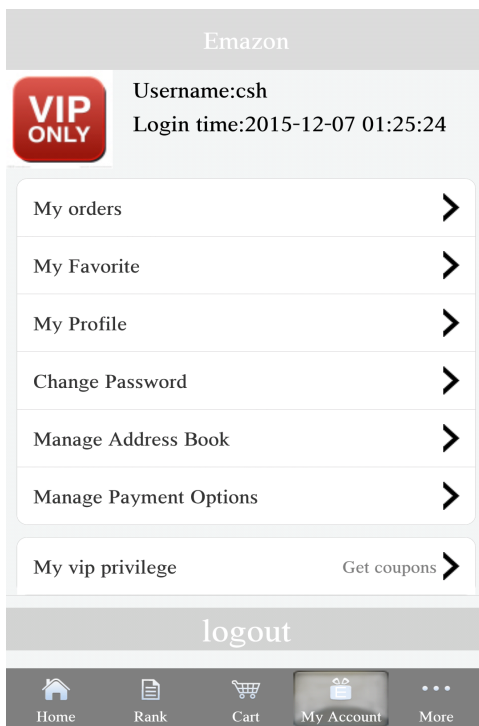 Emazon
VIP
ONLY
Username:csh
Login time:2015-12-07 01:25:24
My orders
My Favorite
My Profile
Change Password
Manage Address Book
Manage Payment Options
My vip privilege Get coupons
logout
Home Rank Cart My Account More